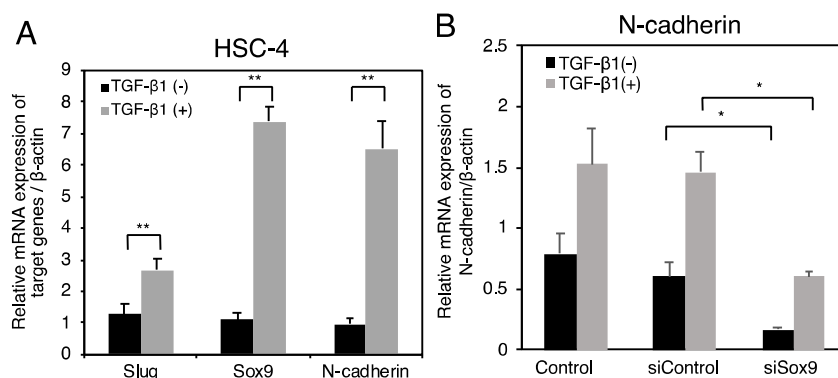 A
HSC-4
Relative mRNA expression of
target genes / β-actin
9
8
7
6
5
4
3
2
1
0
TGF-β1 (-)
TGF-β1 (+)
**
**
**
Slug
Sox9
N-cadherin
B
N-cadherin
Relative mRNA expression of
N-cadherin/β-actin
2.5
2
1.5
1
0.5
0
TGF-β1(-)
TGF-β1(+)
*
*
Control
siControl
siSox9